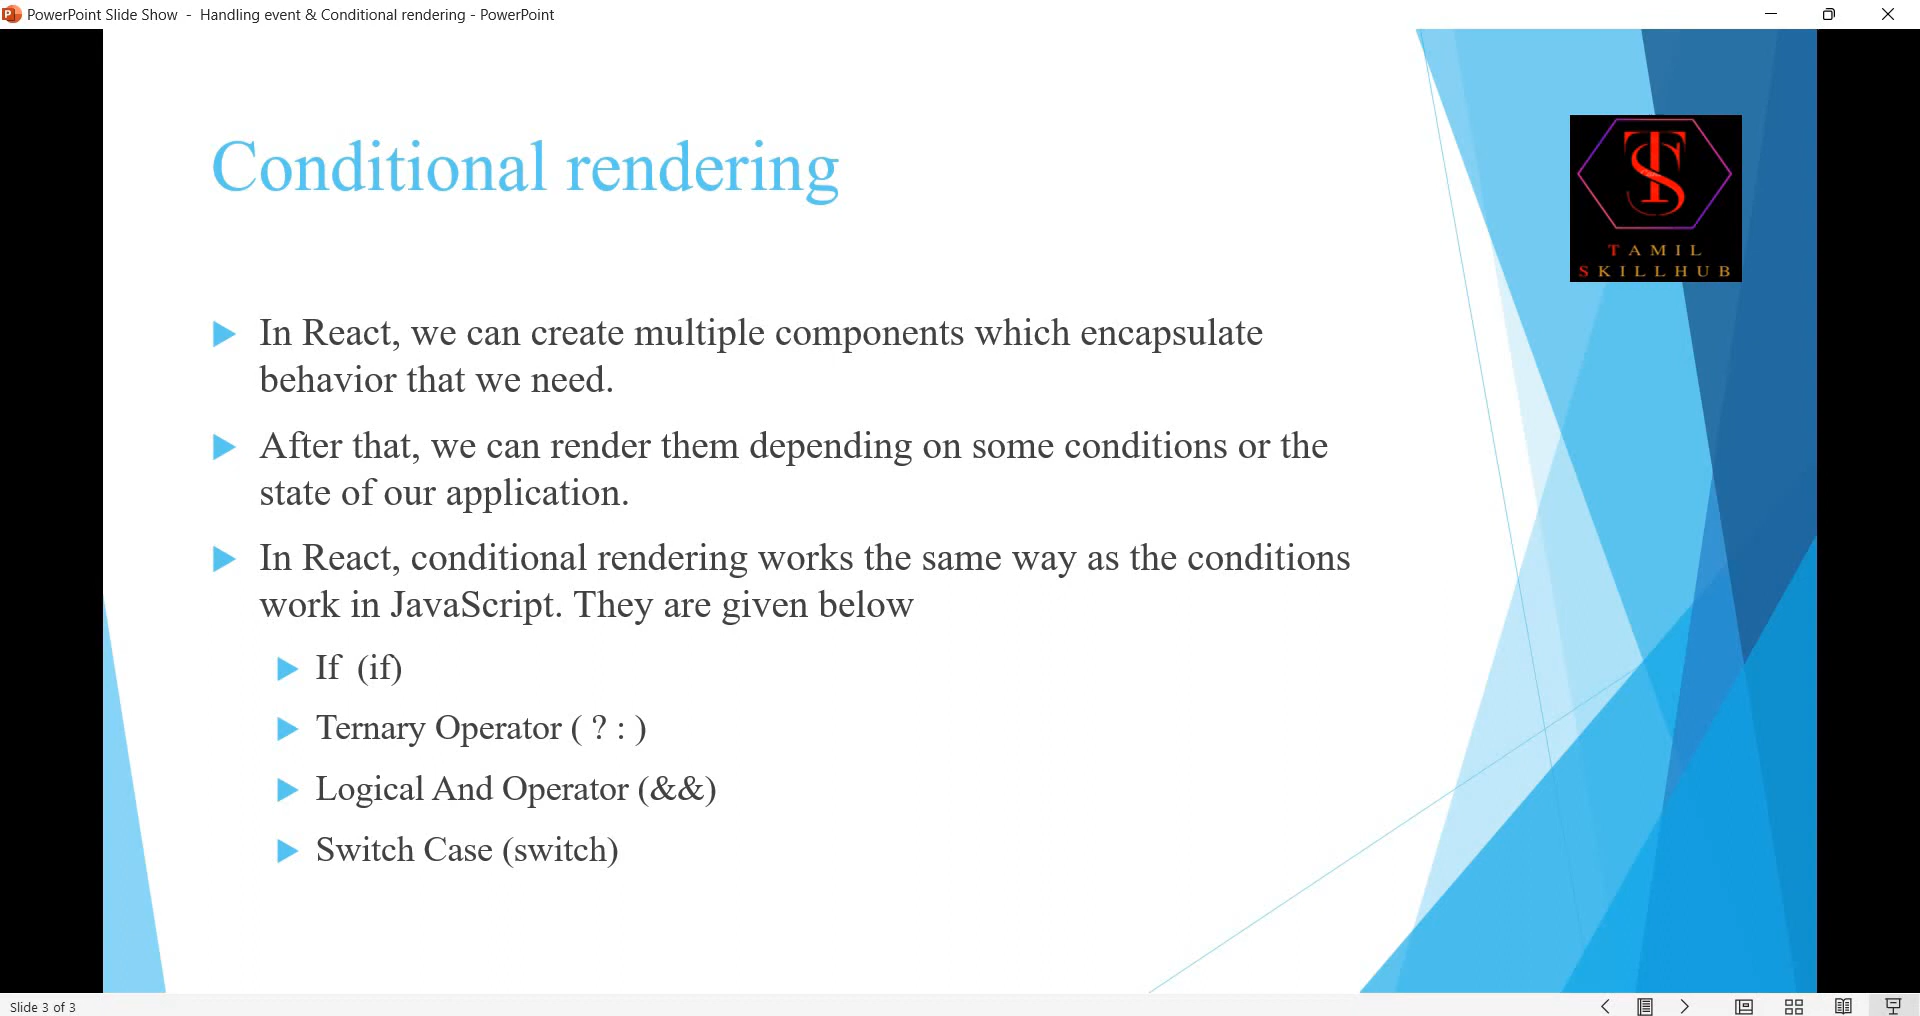 PowerPoint Slide Show - Handling event & Conditional rendering - PowerPoint
Conditional rendering
TS
TAMIL
SKILLHUB
In React, we can create multiple components which encapsulate
behavior that we need.
After that, we can render them depending on some conditions or the
state of our application.
In React, conditional rendering works the same way as the conditions
work in JavaScript. They are given below
If (if)
Ternary Operator ( ? : )
Logical And Operator (&&)
Switch Case (switch)
Slide 3 of 3